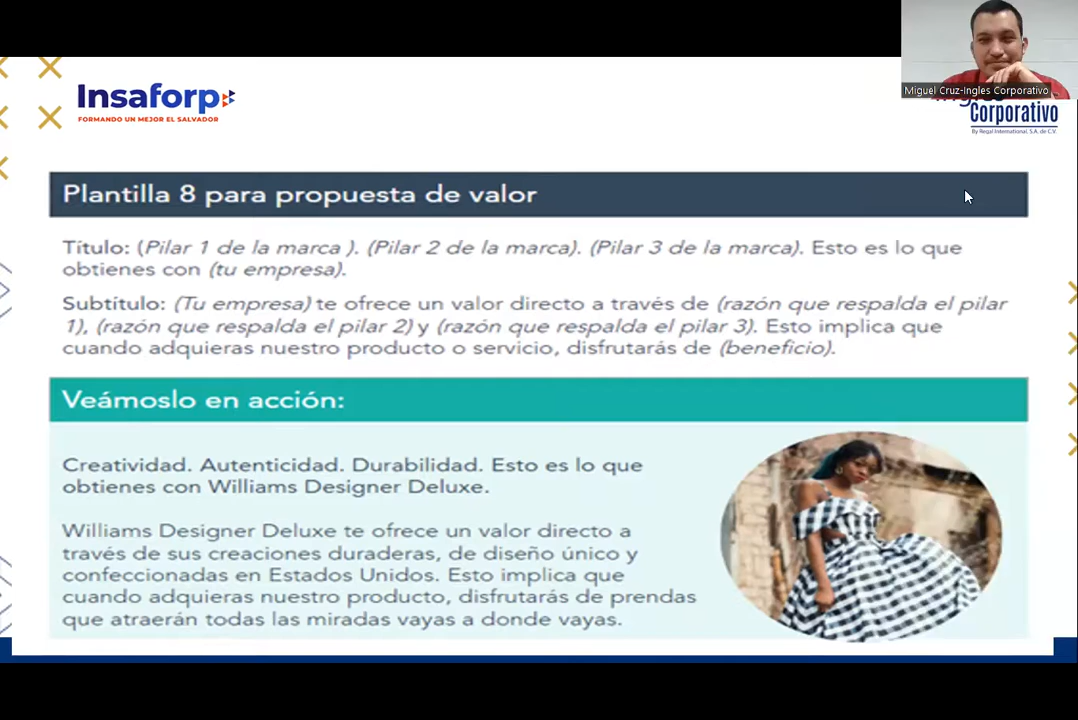 Insaforp
FORMANDO UN MEJOR EL SALVADOR
Miguel Cruz-Ingles Corporativo
Corporativo
By Regal International, S.A. de C.V.
Plantilla 8 para propuesta de valor
Título: (Pilar 1 de la marca ). (Pilar 2 de la marca). (Pilar 3 de la marca). Esto es lo que
obtienes con (tu empresa).
Subtítulo: (Tu empresa) te ofrece un valor directo a través de (razón que respalda el pilar
1), (razón que respalda el pilar 2) y (razón que respalda el pilar 3). Esto implica que
cuando adquieras nuestro producto o servicio, disfrutarás de (beneficio).
Veámoslo en acción:
Creatividad. Autenticidad. Durabilidad. Esto es lo que
obtienes con Williams Designer Deluxe.
Williams Designer Deluxe te ofrece un valor directo a
través de sus creaciones duraderas, de diseño único y
confeccionadas en Estados Unidos. Esto implica que
cuando adquieras nuestro producto, disfrutarás de prendas
que atraerán todas las miradas vayas a donde vayas.